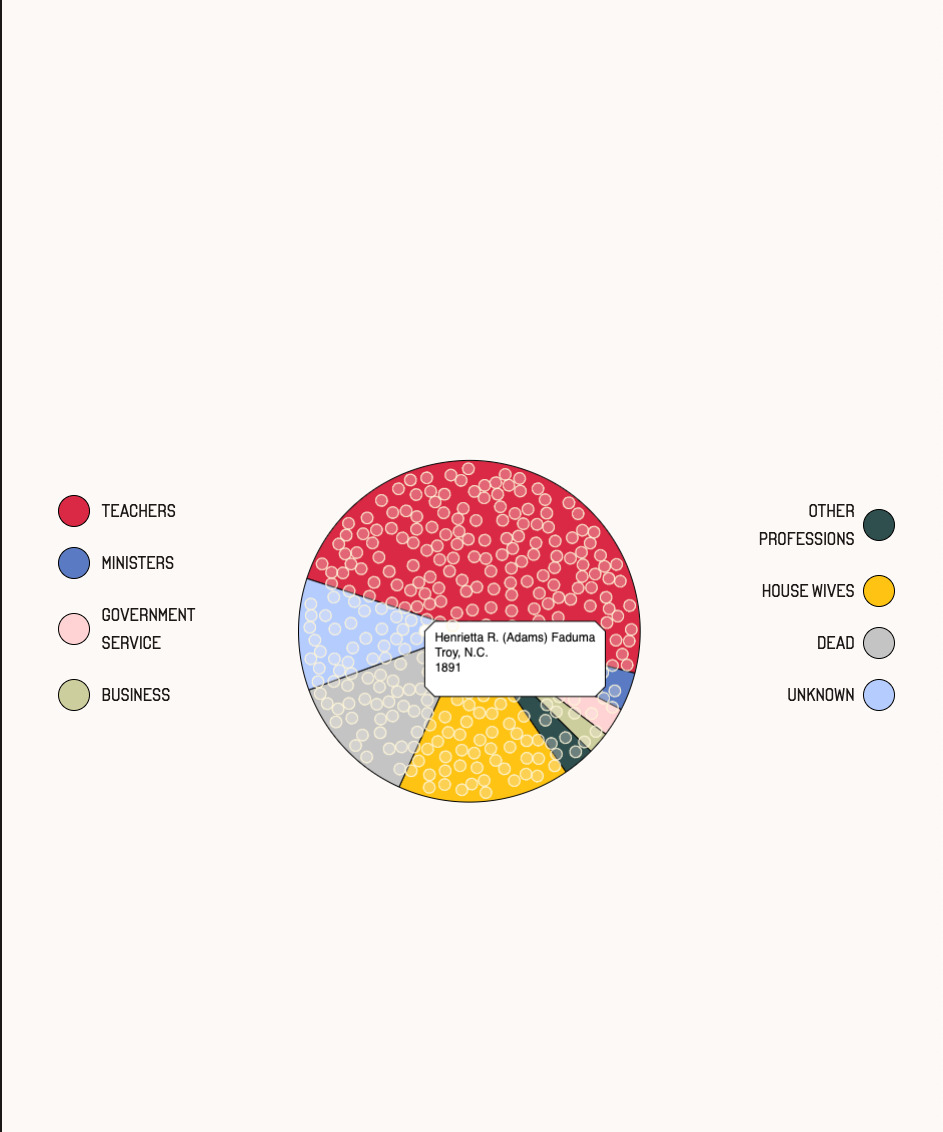 TEACHERS
MINISTERS
GOVERNMENT
SERVICE
BUSINESS
Henrietta R. (Adams) Faduma
Troy, N.C.
1891
OTHER
PROFESSIONS
HOUSE WIVES
DEAD
UNKNOWN